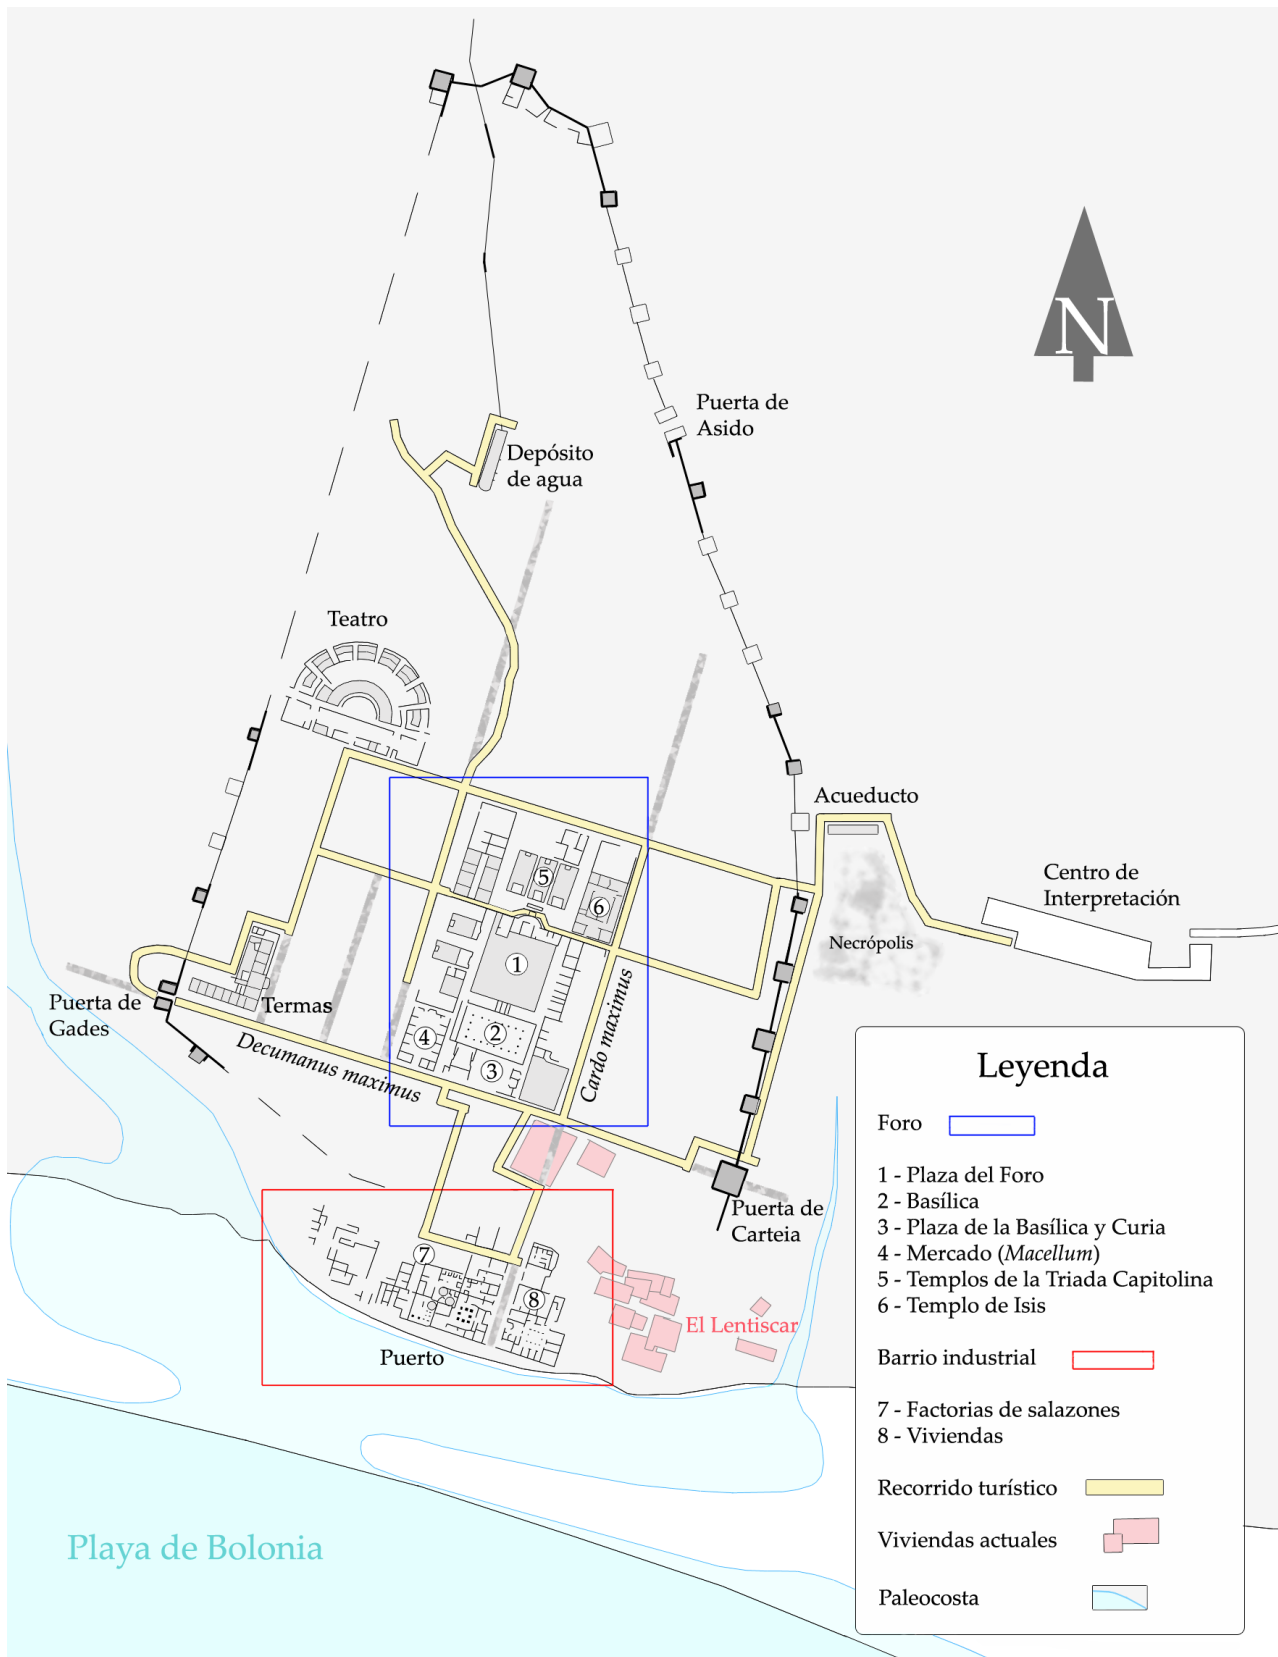 N
Puerta de
Asido
Depósito
de agua
Teatro
Acueducto
Centro de
Interpretación
Necrópolis
5
6
1
2
3
4
Puerta de
Gades
Termas
Decumanus maximus
Cardo maximus
Puerta de
Carteia
7
8
El Lentiscar
Puerto
Playa de Bolonia
Leyenda
Foro
1 - Plaza del Foro
2 - Basílica
3 - Plaza de la Basílica y Curia
4 - Mercado (Macellum)
5 - Templos de la Triada Capitolina
6 - Templo de Isis
Barrio industrial
7 - Factorias de salazones
8 - Viviendas
Recorrido turístico
Viviendas actuales
Paleocosta